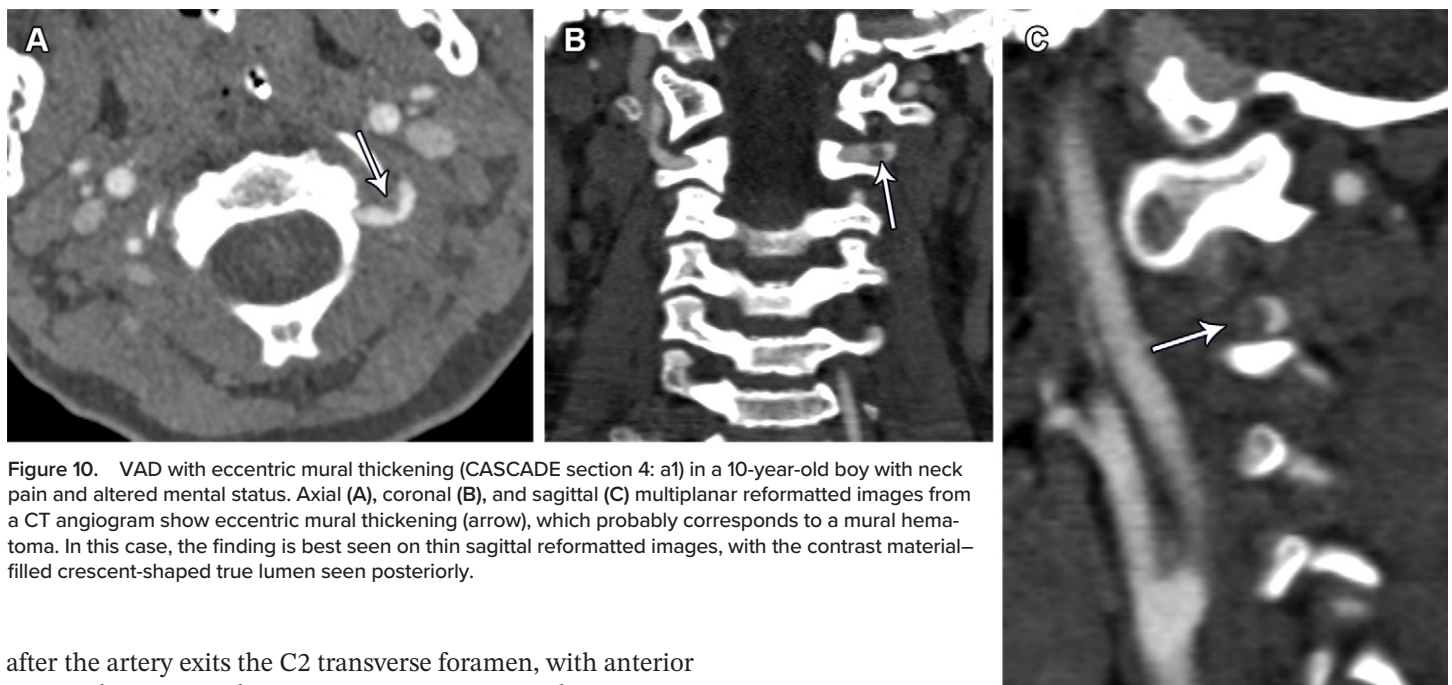 A
B
C
Figure 10. VAD with eccentric mural thickening (CASCADE section 4: a1) in a 10-year-old boy with neck
pain and altered mental status. Axial (A), coronal (B), and sagittal (C) multiplanar reformatted images from
a CT angiogram show eccentric mural thickening (arrow), which probably corresponds to a mural hema-
toma. In this case, the finding is best seen on thin sagittal reformatted images, with the contrast material–
filled crescent-shaped true lumen seen posteriorly.
after the artery exits the C2 transverse foramen, with anterior